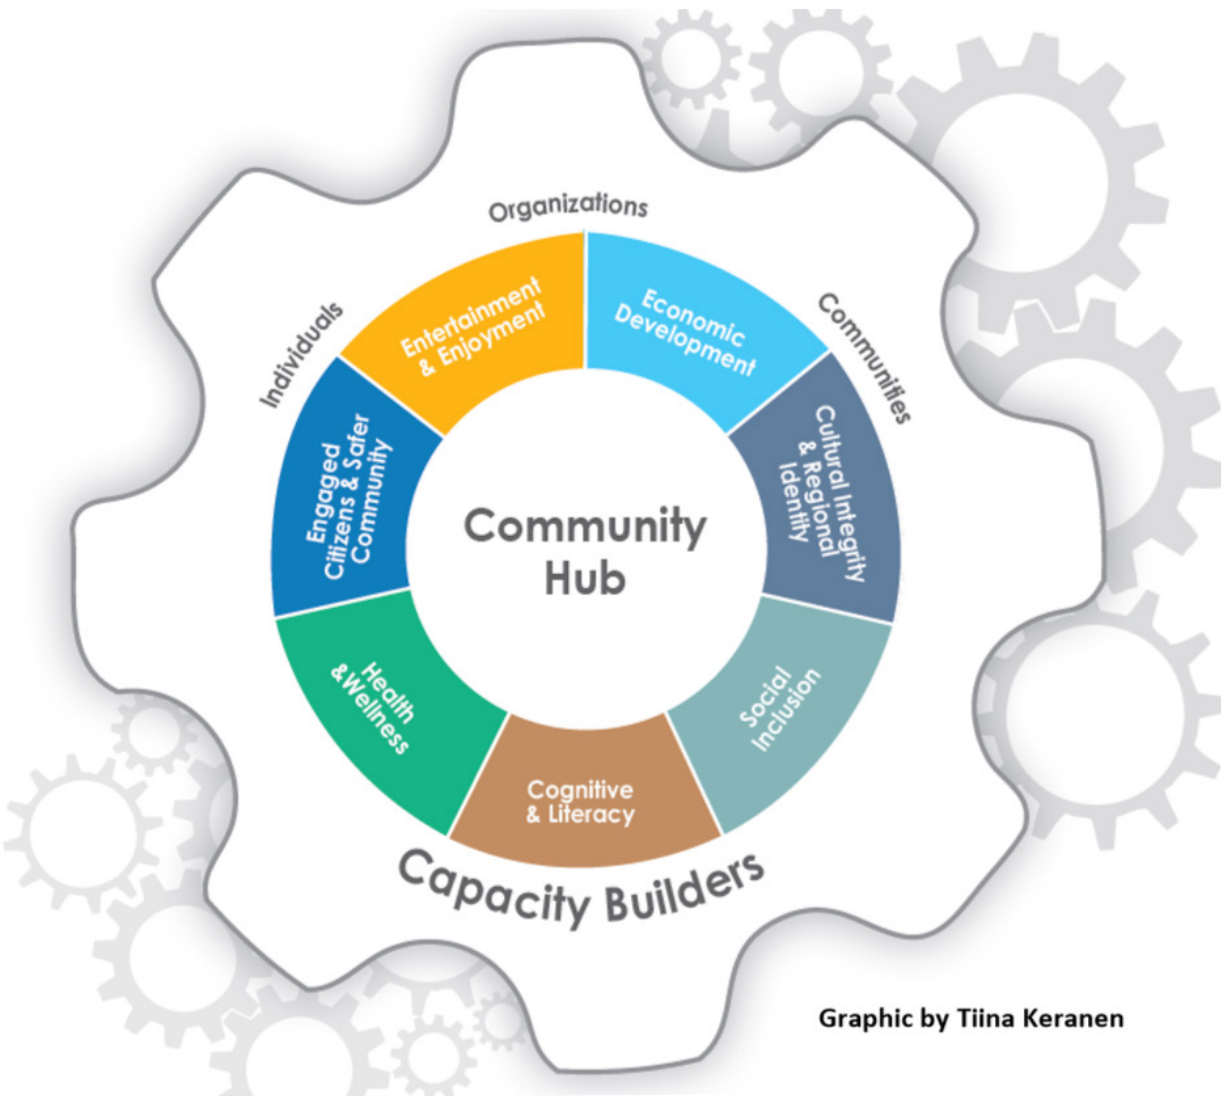 Organizations
Individuals
Communities
Entertainment
& Enjoyment
Economic
Development
Engaged
Citizens & Safer
Community
Cultural Integrity
& Regional
Identity
Community
Hub
Health
&Wellness
Social
Inclusion
Cognitive
& Literacy
Capacity Builders
Graphic by Tiina Keranen